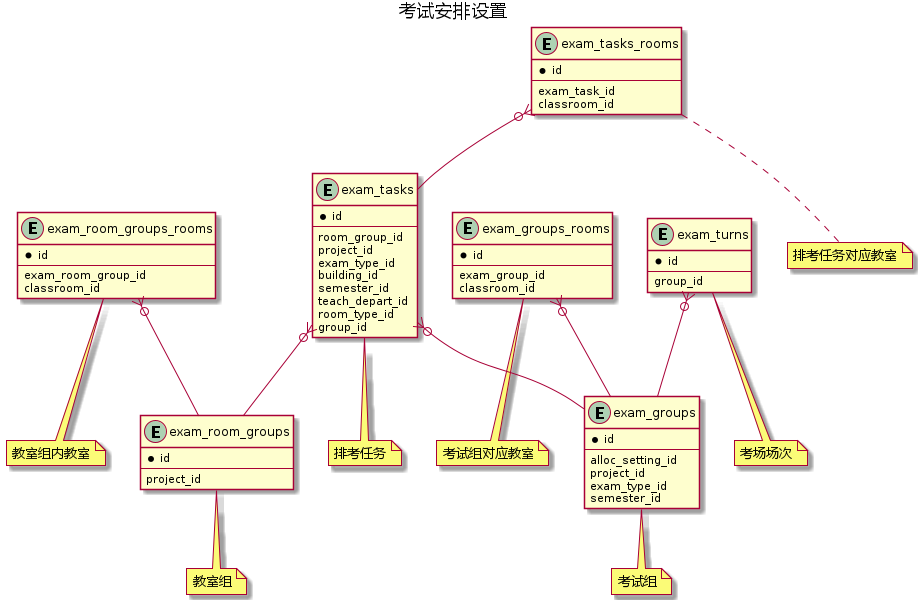 考试安排设置
E exam_tasks_rooms
id
exam_task_id
classroom_id
E exam_tasks
id
room_group_id
project_id
exam_type_id
building_id
semester_id
teach_depart_id
room_type_id
group_id
E exam_room_groups_rooms
id
exam_room_group_id
classroom_id
E exam_groups_rooms
id
exam_group_id
classroom_id
E exam_turns
id
group_id
排考任务对应教室
E exam_room_groups
id
project_id
E exam_groups
id
alloc_setting_id
project_id
exam_type_id
semester_id
教室组内教室
排考任务
考试组对应教室
考场场次
教室组
考试组